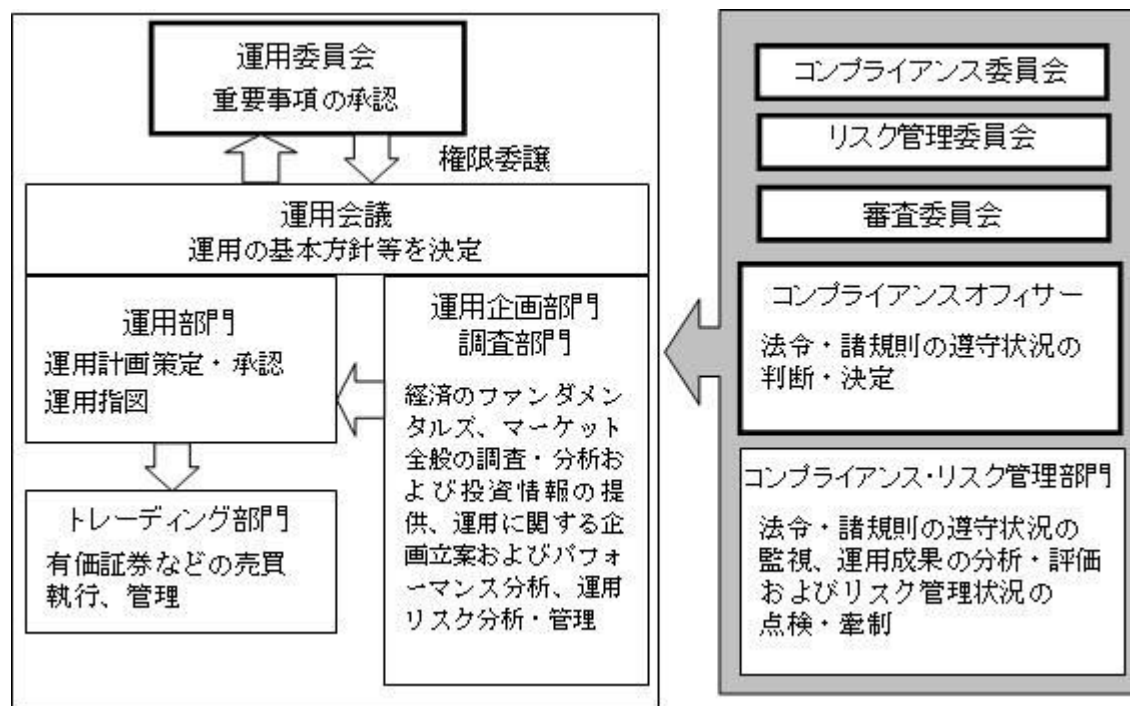 運用委員会
重要事項の承認
権限委譲
運用会議
運用の基本方針等を決定
運用部門
運用計画策定・承認
運用指図
トレーディング部門
有価証券などの売買
執行、管理
運用企画部門
調査部門
経済のファンダメン
タルズ、マーケット
全般の調査・分析お
よび投資情報の提
供、運用に関する企
画立案およびパフォ
ーマンス分析、運用
リスク分析・管理
コンプライアンス委員会
リスク管理委員会
審査委員会
コンプライアンスオフィサー
法令・諸規則の遵守状況の
判断・決定
コンプライアンス・リスク管理部門
法令・諸規則の遵守状況の
監視、運用成果の分析・評価
およびリスク管理状況の
点検・牽制